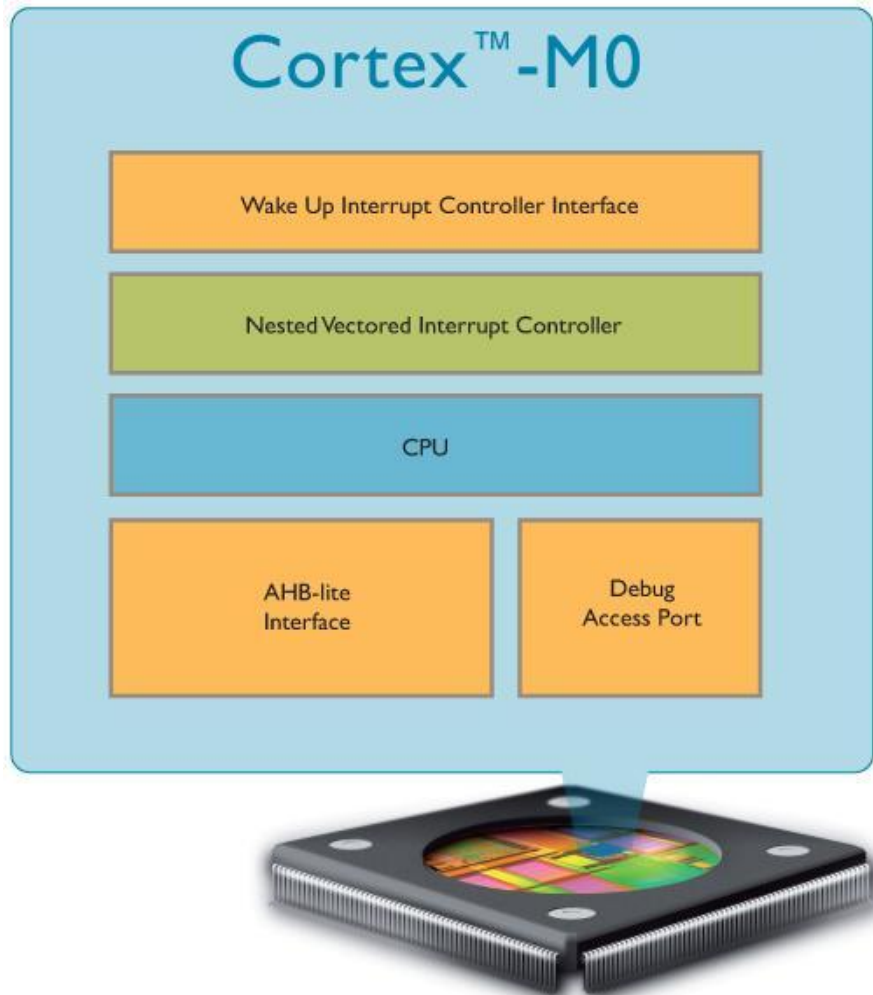 Cortex™-M0
Wake Up Interrupt Controller Interface
Nested Vectored Interrupt Controller
CPU
AHB-lite
Interface
Debug
Access Port